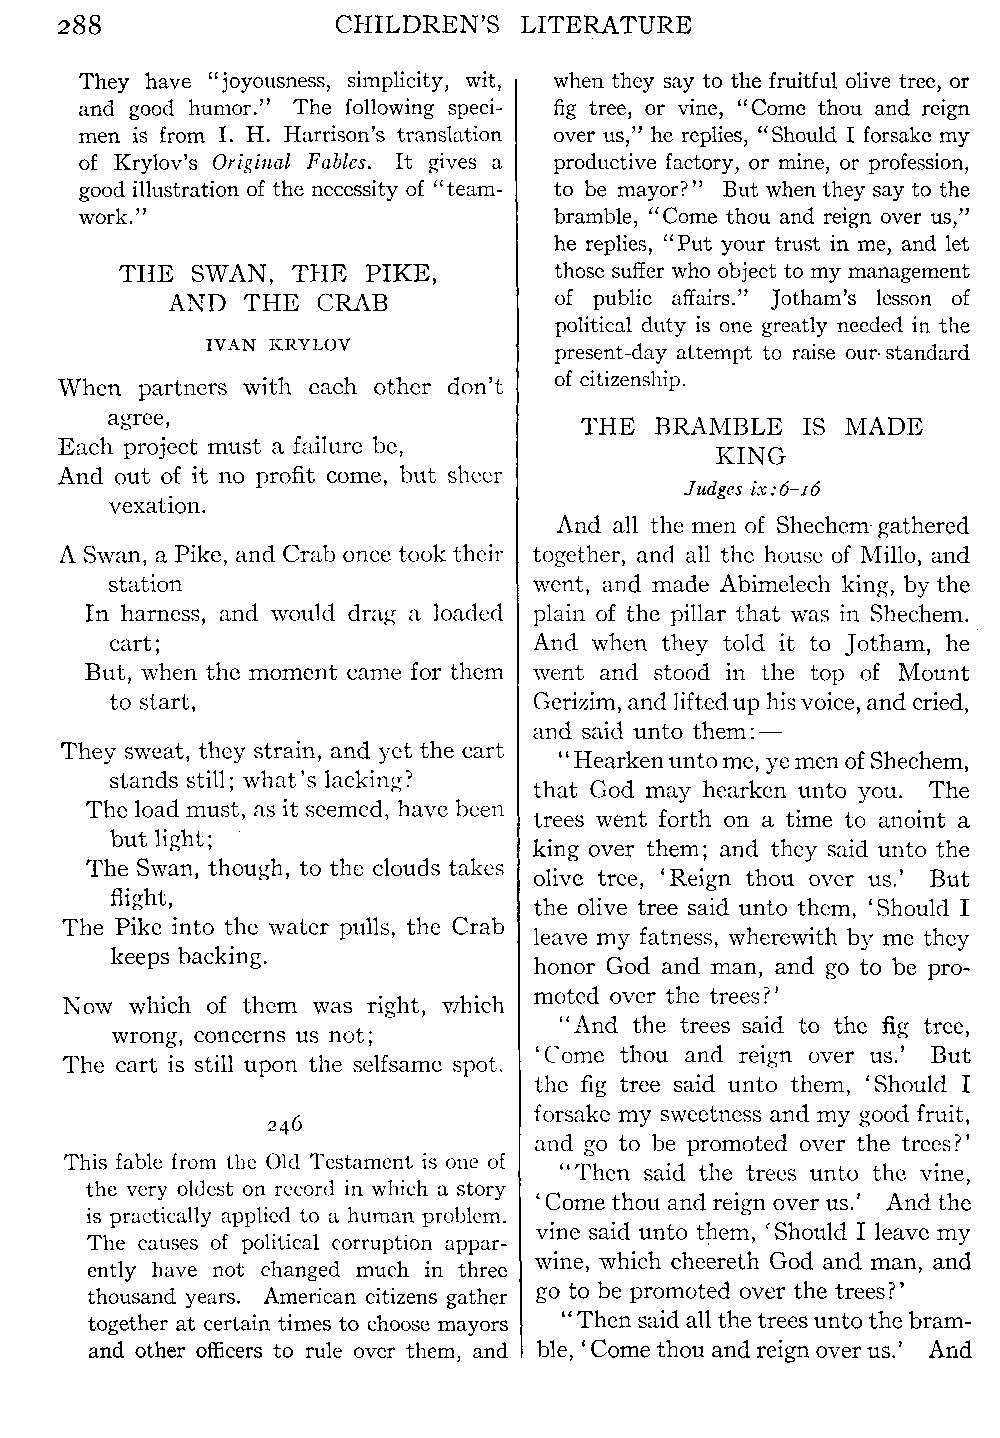 288 CHILDREN'S LITERATURE
They have "joyousness, simplicity, wit,
and good humor." The following speci-
men is from I. H. Harrison's translation
of Krylov's Original Fables. It gives a
good illustration of the necessity of "team-
work."
THE SWAN, THE PIKE,
AND THE CRAB
IVAN KRYLOV
When partners with each other don't
agree,
Each project must a failure be,
And out of it no profit come, but sheer
vexation.
A Swan, a Pike, and Crab once took their
station
In harness, and would drag a loaded
cart;
But, when the moment came for them
to start,
They sweat, they strain, and yet the cart
stands still; what's lacking?
The load must, as it seemed, have been
but light;
The Swan, though, to the clouds takes
flight,
The Pike into the water pulls, the Crab
keeps backing.
Now which of them was right, which
wrong, concerns us not;
The cart is still upon the selfsame spot.
246
This fable from the Old Testament is one of
the very oldest on record in which a story
is practically applied to a human problem.
The causes of political corruption appar-
ently have not changed much in three
thousand years. American citizens gather
together at certain times to choose mayors
and other officers to rule over them, and
when they say to the fruitful olive tree, or
fig tree, or vine, "Come thou and reign
over us," he replies, "Should I forsake my
productive factory, or mine, or profession,
to be mayor?" But when they say to the
bramble, "Come thou and reign over us,"
he replies, "Put your trust in me, and let
those suffer who object to my management
of public affairs." Jotham's lesson of
political duty is one greatly needed in the
present-day attempt to raise our standard
of citizenship.
THE BRAMBLE IS MADE
KING
Judges ix:6-16
And all the men of Shechem gathered
together, and all the house of Millo, and
went, and made Abimelech king, by the
plain of the pillar that was in Shechem.
And when they told it to Jotham, he
went and stood in the top of Mount
Gerizim, and lifted up his voice, and cried,
and said unto them:—
"Hearken unto me, ye men of Shechem,
that God may hearken unto you. The
trees went forth on a time to anoint a
king over them; and they said unto the
olive tree, 'Reign thou over us.' But
the olive tree said unto them, 'Should I
leave my fatness, wherewith by me they
honor God and man, and go to be pro-
moted over the trees?'
"And the trees said to the fig tree,
'Come thou and reign over us.' But
the fig tree said unto them, 'Should I
forsake my sweetness and my good fruit,
and go to be promoted over the trees?'
"Then said the trees unto the vine,
'Come thou and reign over us.' And the
vine said unto them, 'Should I leave my
wine, which cheereth God and man, and
go to be promoted over the trees?'
"Then said all the trees unto the bram-
ble, 'Come thou and reign over us.' And